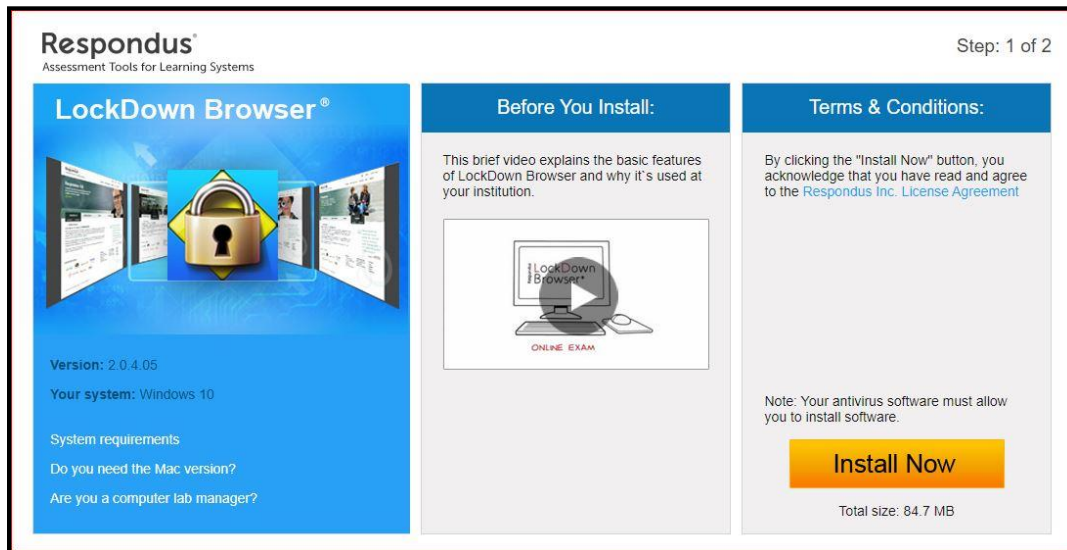 Respondus®
Assessment Tools for Learning Systems
Step: 1 of 2
LockDown Browser®
Version: 2.0.4.05
Your system: Windows 10
System requirements
Do you need the Mac version?
Are you a computer lab manager?
Before You Install:
This brief video explains the basic features
of LockDown Browser and why it`s used at
your institution.
Respondus
LockDown
Browser
ONLINE EXAM
Terms & Conditions:
By clicking the "Install Now" button, you
acknowledge that you have read and agree
to the Respondus Inc. License Agreement
Note: Your antivirus software must allow
you to install software.
Install Now
Total size: 84.7 MB